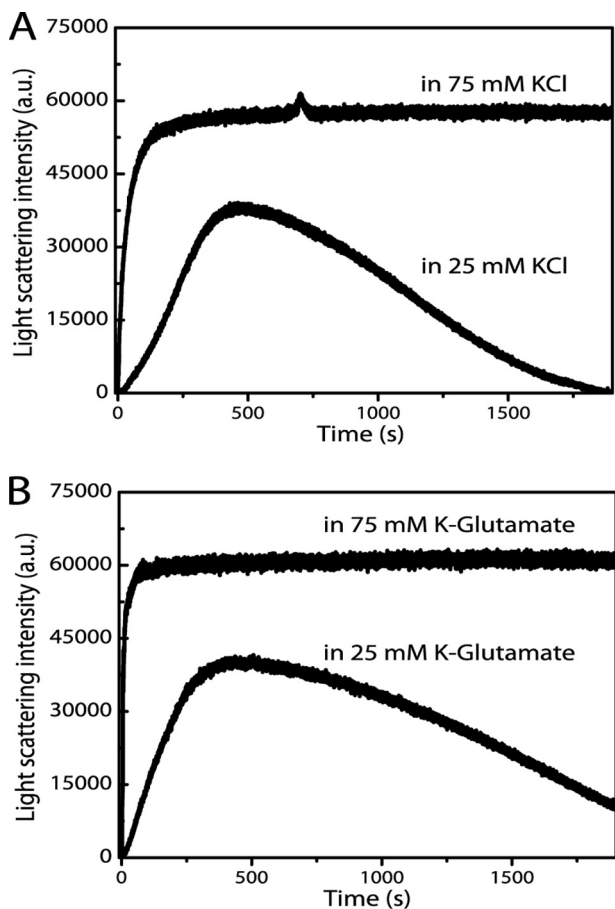 A
75000
60000
45000
30000
15000
0
Light scattering intensity (a.u.)
in 75 mM KCl
in 25 mM KCl
0 500 1000 1500
Time (s)
B
75000
60000
45000
30000
15000
0
Light scattering intensity (a.u.)
in 75 mM K-Glutamate
in 25 mM K-Glutamate
0 500 1000 1500
Time (s)